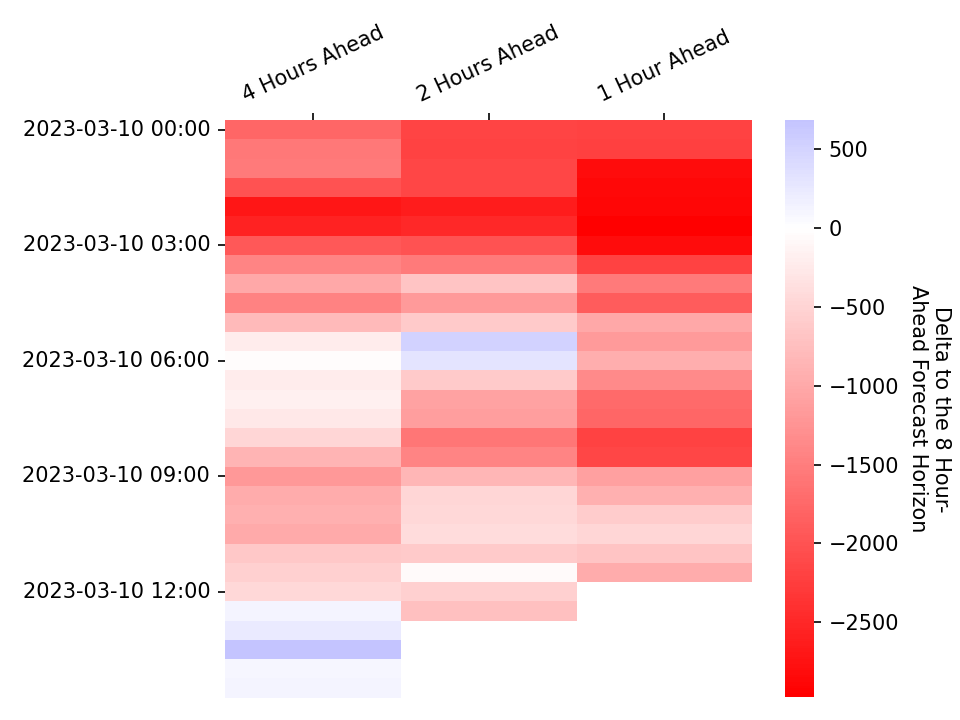 4 Hours Ahead
2 Hours Ahead
1 Hour Ahead
2023-03-10 00:00
2023-03-10 03:00
2023-03-10 06:00
2023-03-10 09:00
2023-03-10 12:00
500
0
−500
−1000
−1500
−2000
−2500
Delta to the 8 Hour-
Ahead Forecast Horizon